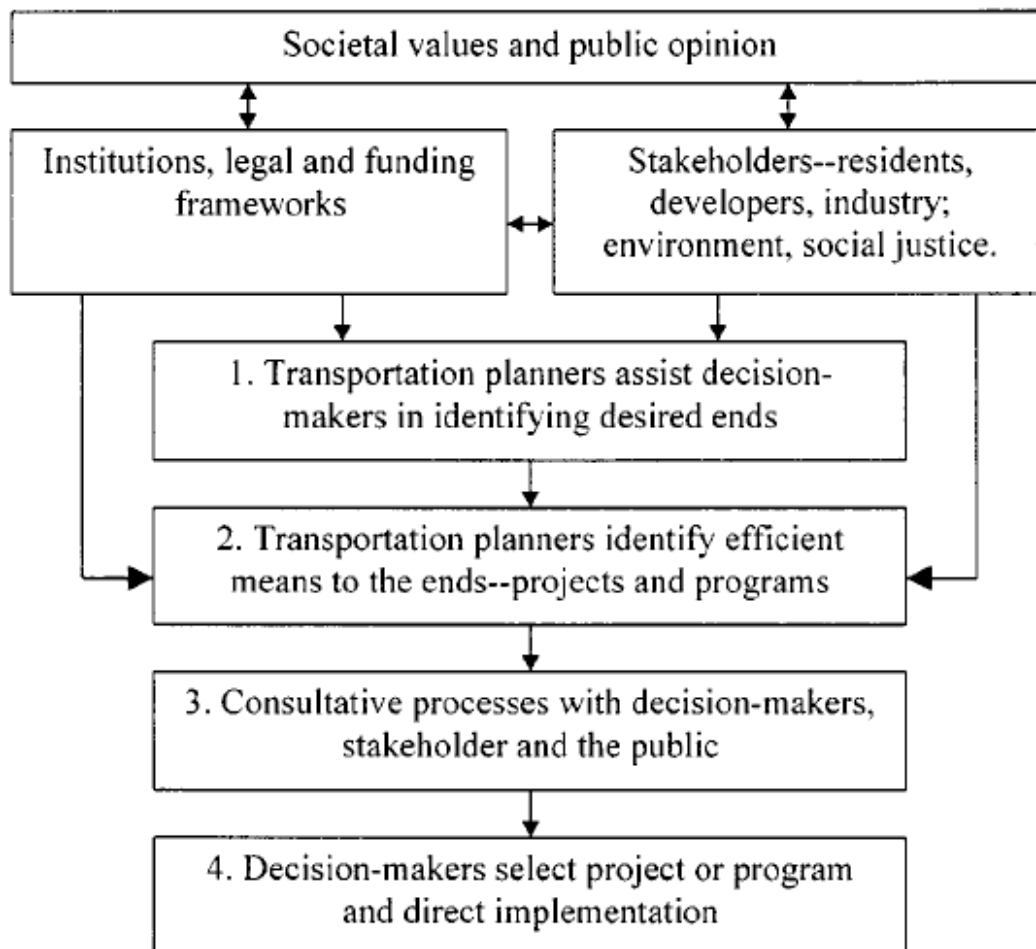 Societal values and public opinion
Institutions, legal and funding
frameworks
Stakeholders--residents,
developers, industry;
environment, social justice.
1. Transportation planners assist decision-
makers in identifying desired ends
2. Transportation planners identify efficient
means to the ends--projects and programs
3. Consultative processes with decision-makers,
stakeholder and the public
4. Decision-makers select project or program
and direct implementation